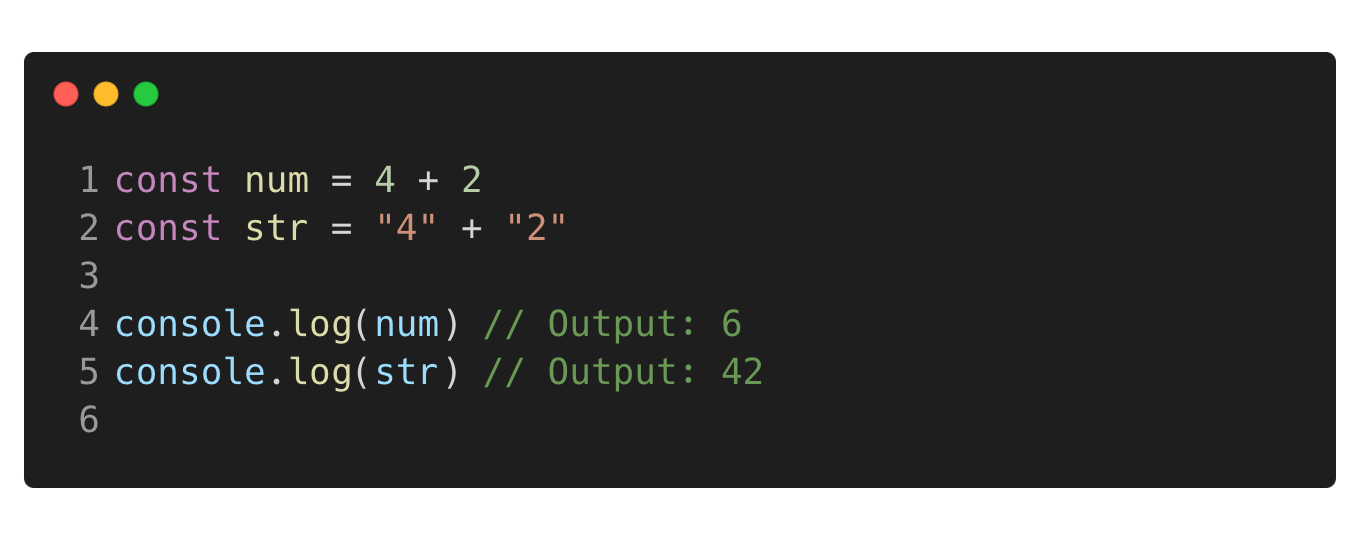 1 const num = 4 + 2
2 const str = "4" + "2"
3
4 console.log(num) // Output: 6
5 console.log(str) // Output: 42
6